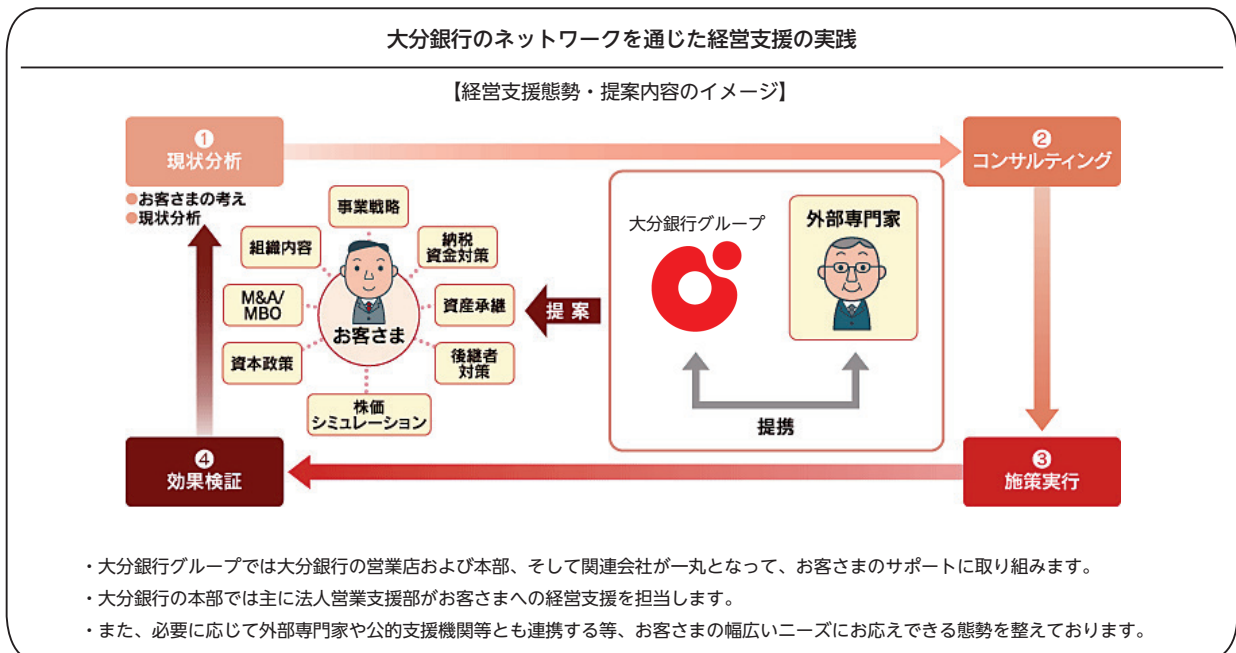 大分銀行のネットワークを通じた経営支援の実践
【経営支援態勢・提案内容のイメージ】
❶
現状分析
❷
コンサルティング
●お客さまの考え
●現状分析
事業戦略
組織内容
納税
資金対策
M&A/
MBO
資産承継
お客さま
資本政策
後継者
対策
株価
シミュレーション
提案
大分銀行グループ
外部専門家
提携
❹
効果検証
❸
施策実行
・大分銀行グループでは大分銀行の営業店および本部、そして関連会社が一丸となって、お客さまのサポートに取り組みます。
・大分銀行の本部では主に法人営業支援部がお客さまへの経営支援を担当します。
・また、必要に応じて外部専門家や公的支援機関等とも連携する等、お客さまの幅広いニーズにお応えできる態勢を整えております。